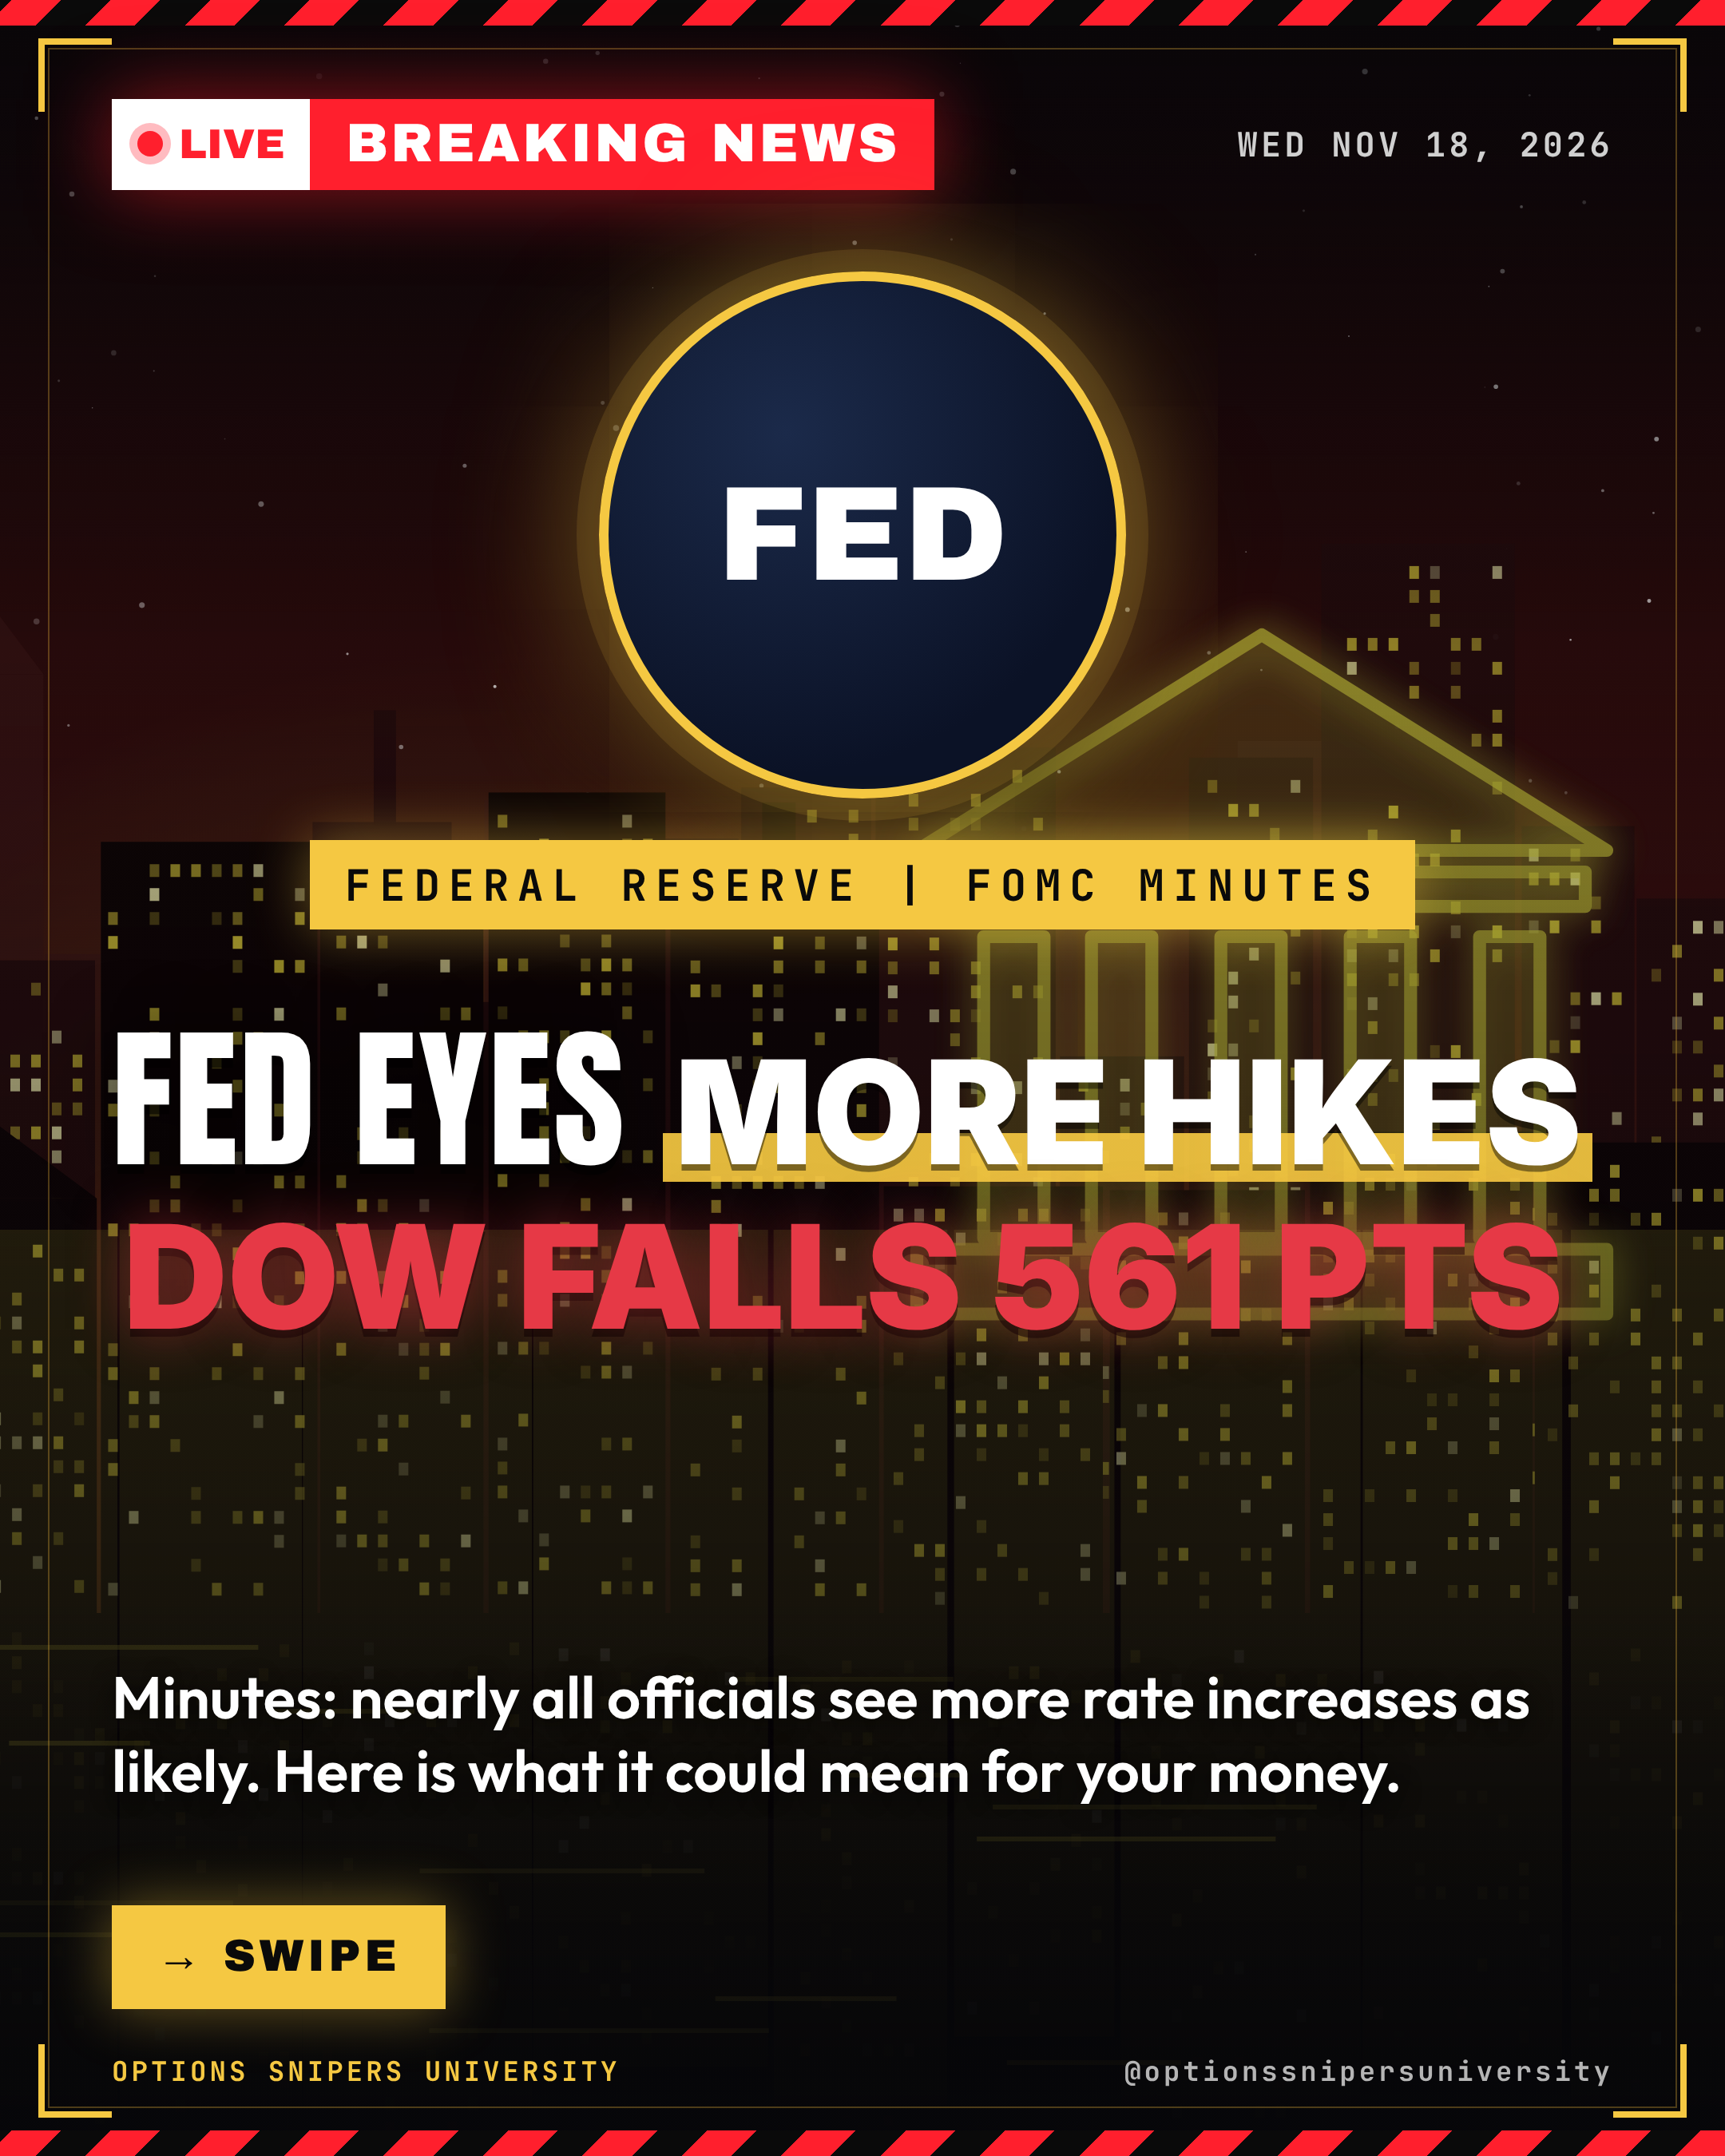 LIVE BREAKING NEWS
WED NOV 18, 2026
FED
FEDERAL RESERVE | FOMC MINUTES
FED EYES MORE HIKES
DOW FALLS 561 PTS
Minutes: nearly all officials see more rate increases as
likely. Here is what it could mean for your money.
→ SWIPE
OPTIONS SNIPERS UNIVERSITY
@optionssnipersuniversity